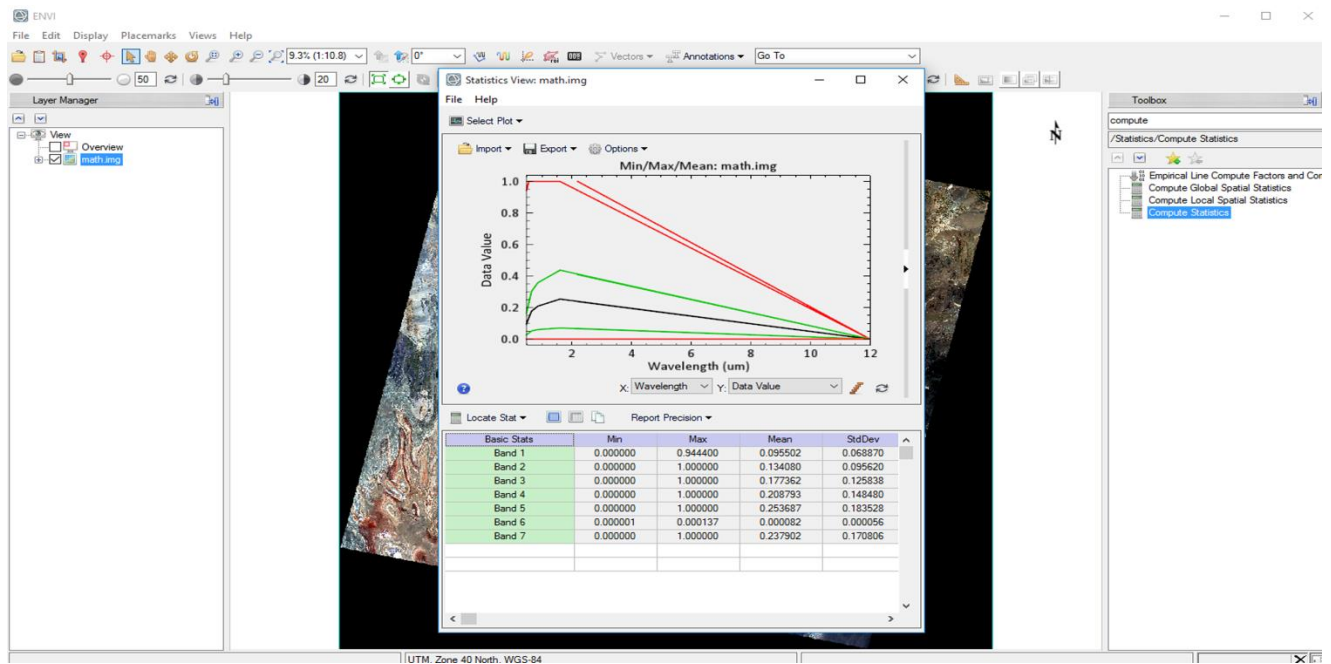 ENVI
File Edit Display Placemarks Views Help
9.3% (1:10.8) 0° Vectors Annotations Go To
50 20
Layer Manager
View
Overview
math.img
Statistics View: math.img
File Help
Select Plot
Import Export Options
Min/Max/Mean: math.img
1.0
0.8
0.6
0.4
0.2
0.0
Data Value
2 4 6 8 10 12
Wavelength (um)
X: Wavelength Y: Data Value
Locate Stat Report Precision
Basic Stats Min Max Mean StdDev
Band 1 0.000000 0.944400 0.095502 0.068870
Band 2 0.000000 1.000000 0.134080 0.095620
Band 3 0.000000 1.000000 0.177362 0.125838
Band 4 0.000000 1.000000 0.208793 0.148480
Band 5 0.000000 1.000000 0.253687 0.183528
Band 6 0.000001 0.000137 0.000082 0.000056
Band 7 0.000000 1.000000 0.237902 0.170806
N
Toolbox
compute
/Statistics/Compute Statistics
Empirical Line Compute Factors and Cor
Compute Global Spatial Statistics
Compute Local Spatial Statistics
Compute Statistics
UTM, Zone 40 North, WGS-84